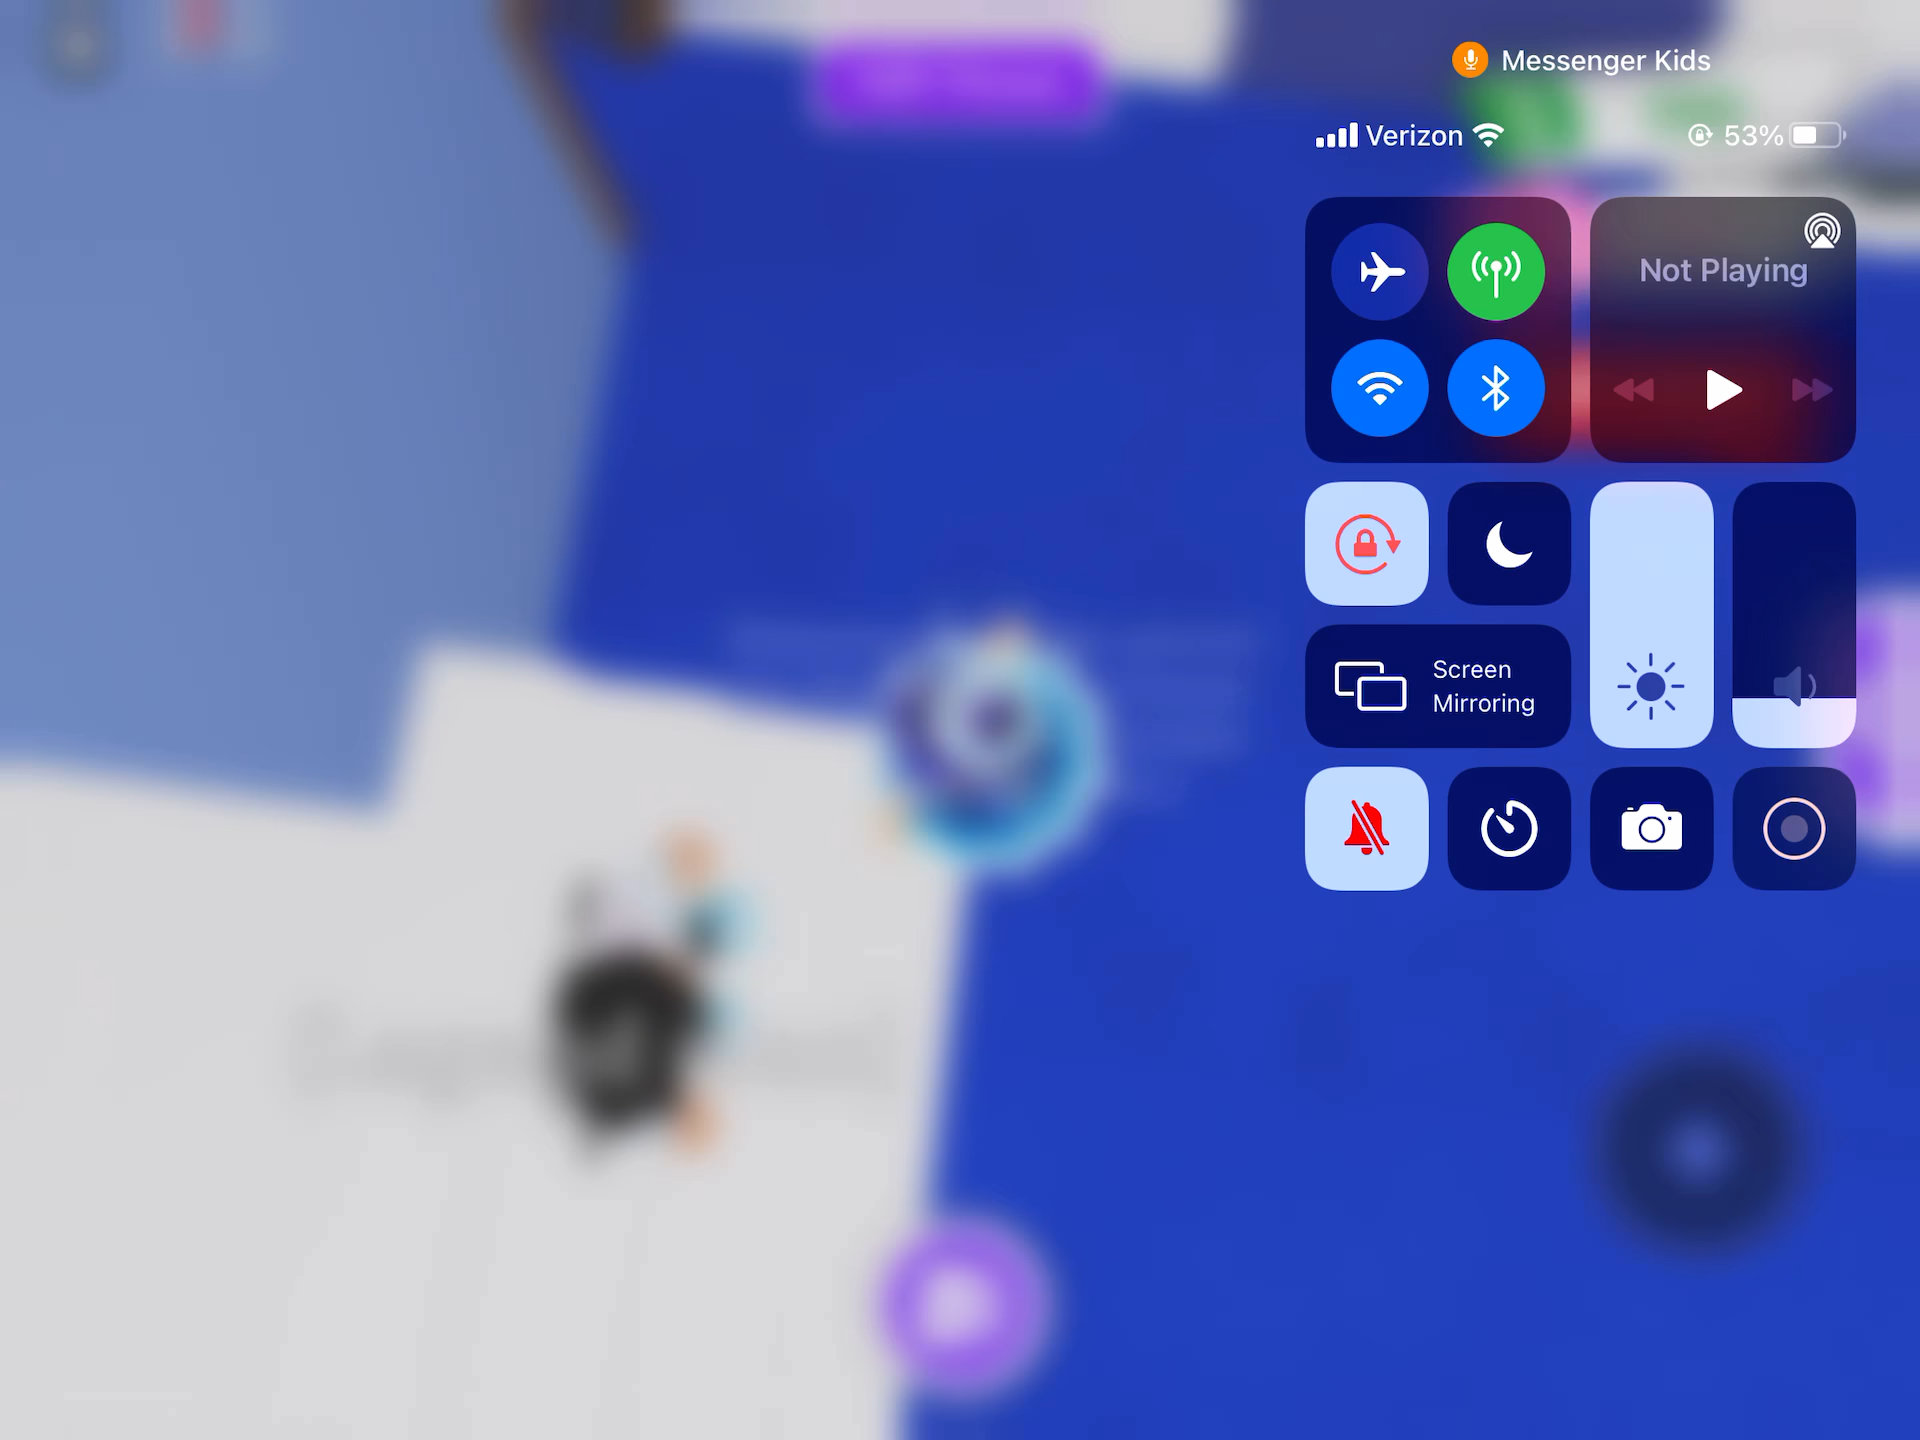 Messenger Kids
Verizon
53%
Not Playing
Screen
Mirroring